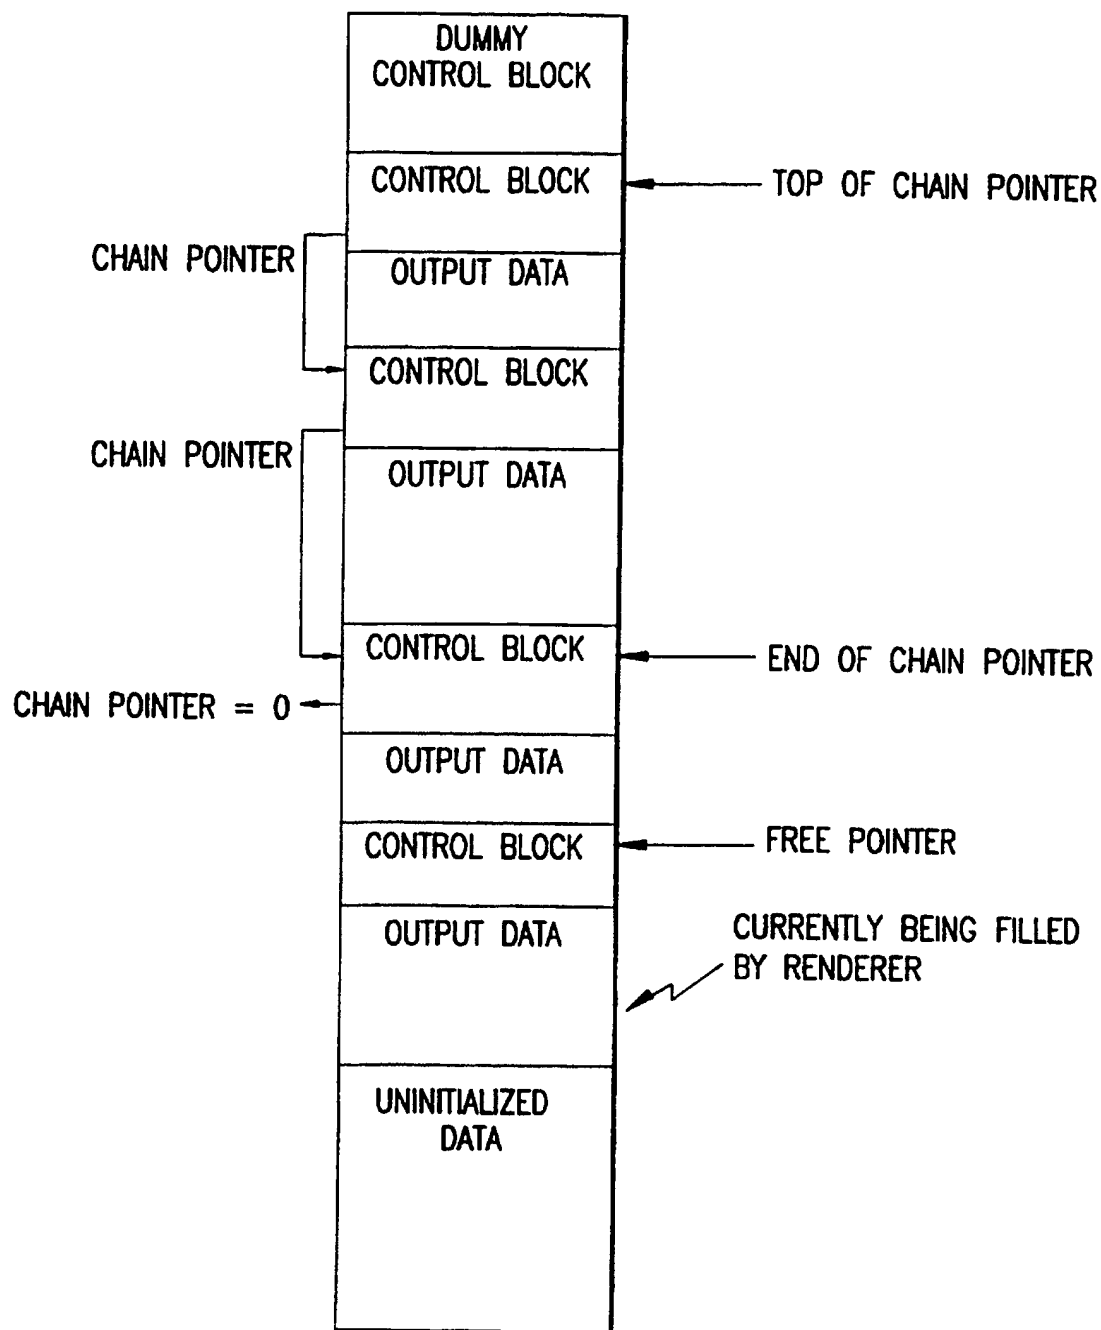 DUMMY
CONTROL BLOCK
CONTROL BLOCK
TOP OF CHAIN POINTER
CHAIN POINTER
OUTPUT DATA
CONTROL BLOCK
CHAIN POINTER
OUTPUT DATA
CONTROL BLOCK
END OF CHAIN POINTER
CHAIN POINTER = 0
OUTPUT DATA
CONTROL BLOCK
FREE POINTER
OUTPUT DATA
CURRENTLY BEING FILLED
BY RENDERER
UNINITIALIZED
DATA